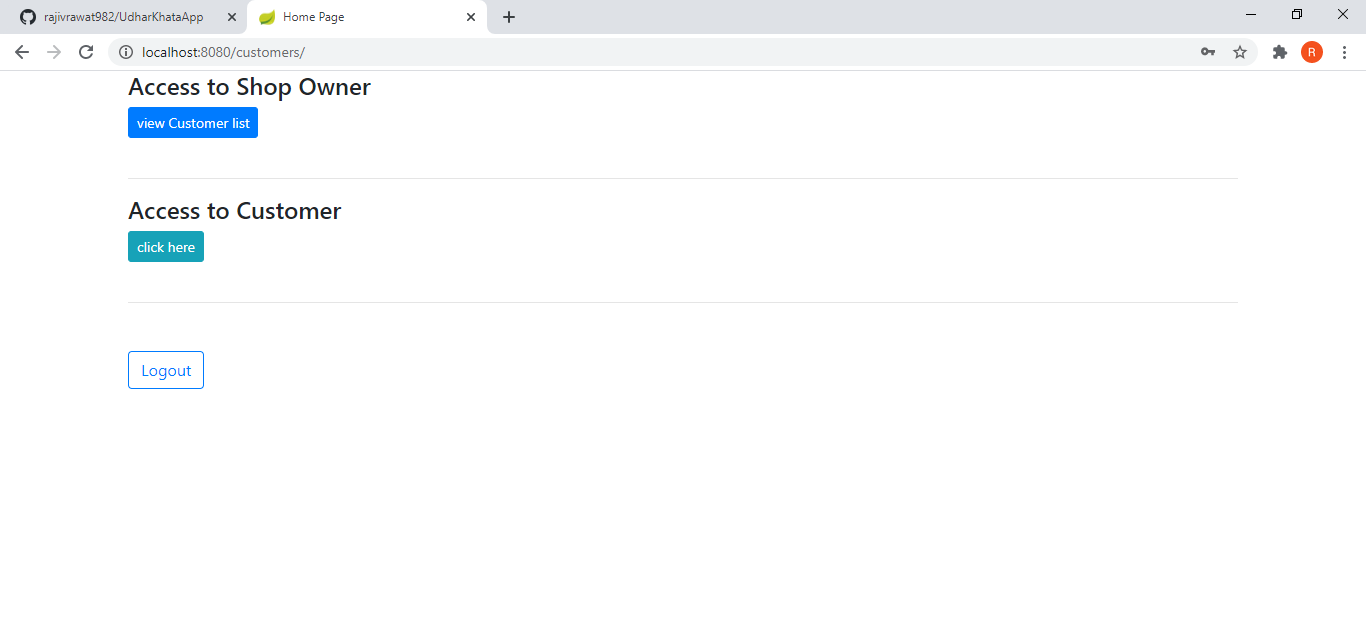 rajivrawat982/UdharKhataApp
Home Page
localhost:8080/customers/
R
Access to Shop Owner
view Customer list
Access to Customer
click here
Logout